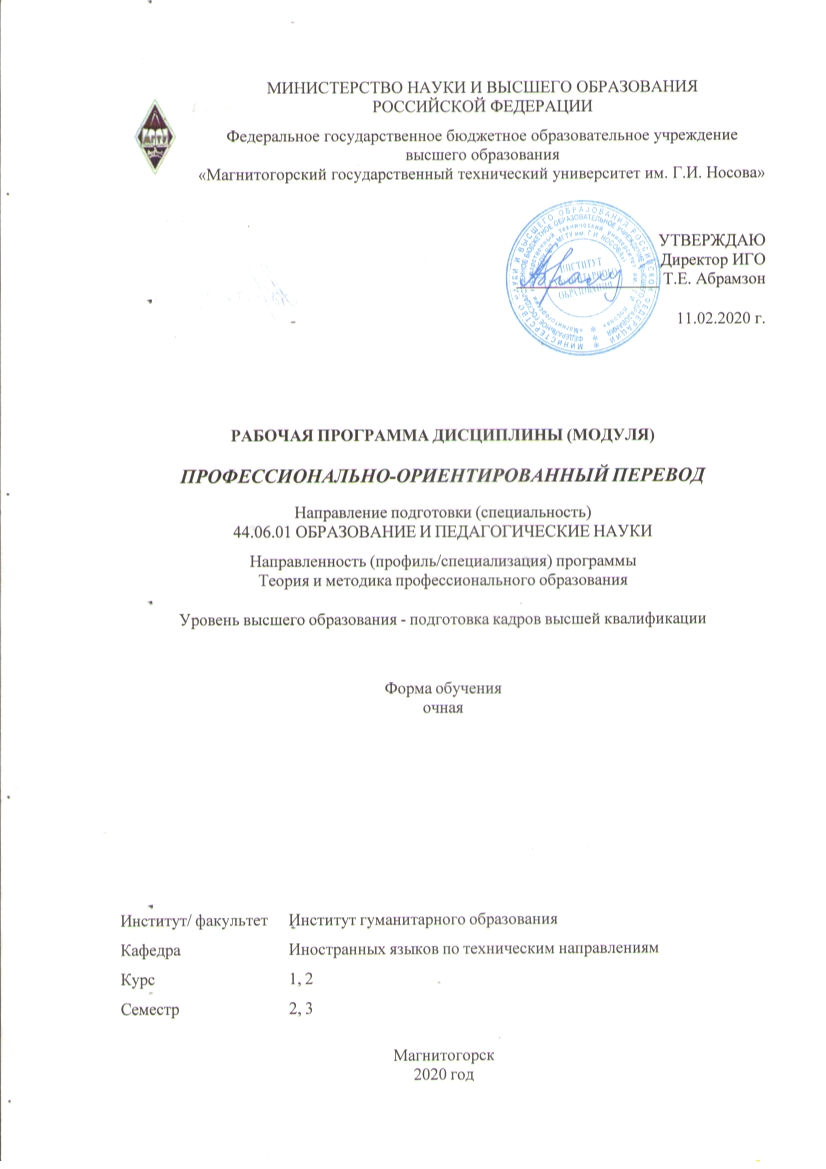 МИНИСТЕРСТВО НАУКИ И ВЫСШЕГО ОБРАЗОВАНИЯ
РОССИЙСКОЙ ФЕДЕРАЦИИ
Федеральное государственное бюджетное образовательное учреждение
высшего образования
«Магнитогорский государственный технический университет им. Г.И. Носова»
МГТУ
УТВЕРЖДАЮ
Директор ИГО
Т.Е. Абрамзон
11.02.2020 г.
РАБОЧАЯ ПРОГРАММА ДИСЦИПЛИНЫ (МОДУЛЯ)
ПРОФЕССИОНАЛЬНО-ОРИЕНТИРОВАННЫЙ ПЕРЕВОД
Направление подготовки (специальность)
44.06.01 ОБРАЗОВАНИЕ И ПЕДАГОГИЧЕСКИЕ НАУКИ
Направленность (профиль/специализация) программы
Теория и методика профессионального образования
Уровень высшего образования - подготовка кадров высшей квалификации
Форма обучения
очная
Институт/ факультет Институт гуманитарного образования
Кафедра Иностранных языков по техническим направлениям
Курс 1, 2
Семестр 2, 3
Магнитогорск
2020 год